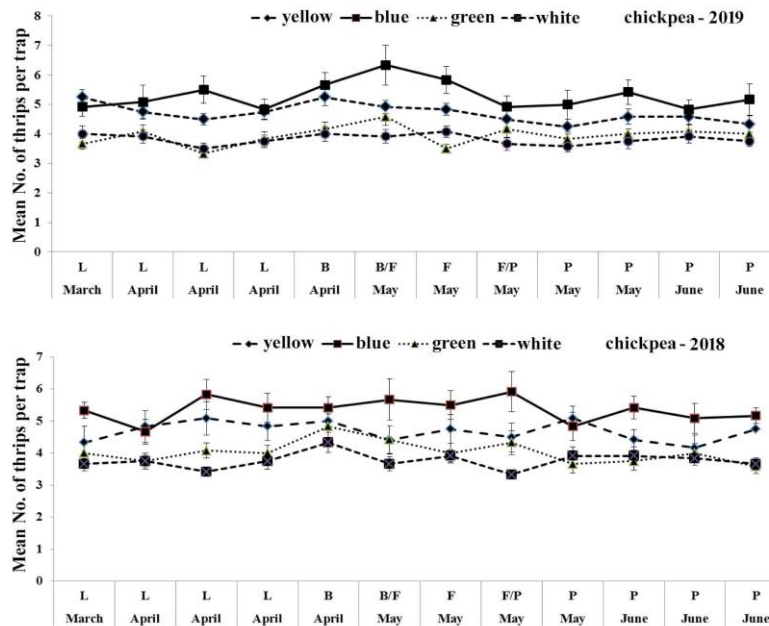 yellow blue green white chickpea - 2019
Mean No. of thrips per trap
8
7
6
5
4
3
2
1
0
L L L L B B/F F F/P P P P P
March April April April April May May May May May June June
yellow blue green white chickpea - 2018
Mean No. of thrips per trap
7
6
5
4
3
2
1
0
L L L L B B/F F F/P P P P P
March April April April April May May May May June June June